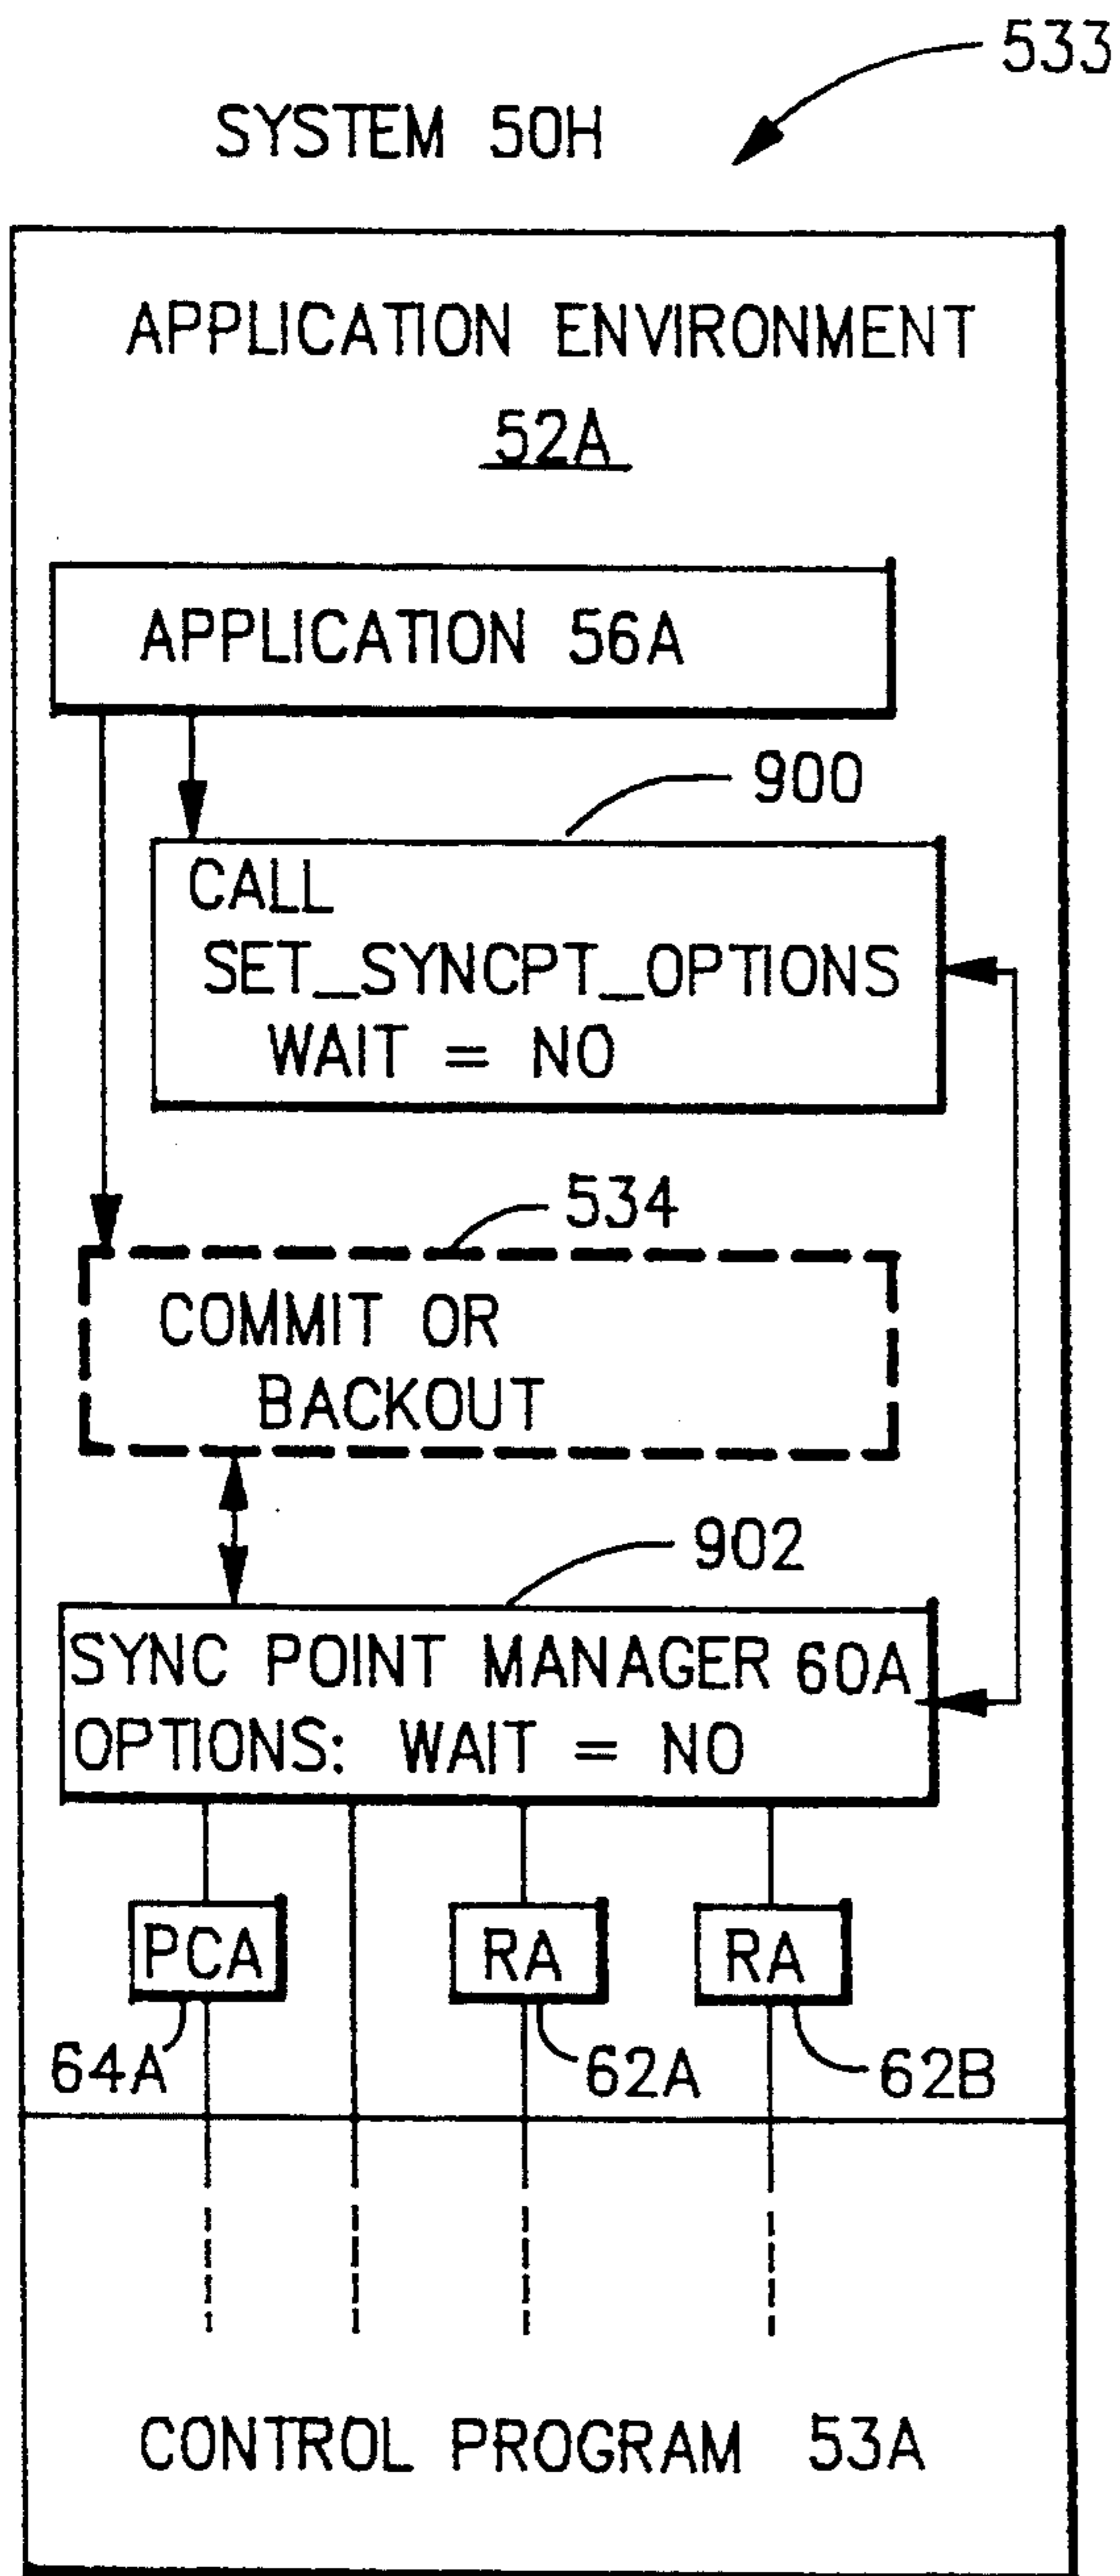 533
SYSTEM 50H
APPLICATION ENVIRONMENT
52A
APPLICATION 56A
900
CALL
SET_SYNCPT_OPTIONS
WAIT = NO
534
COMMIT OR
BACKOUT
902
SYNC POINT MANAGER 60A
OPTIONS: WAIT = NO
PCA RA RA
64A 62A 62B
CONTROL PROGRAM 53A